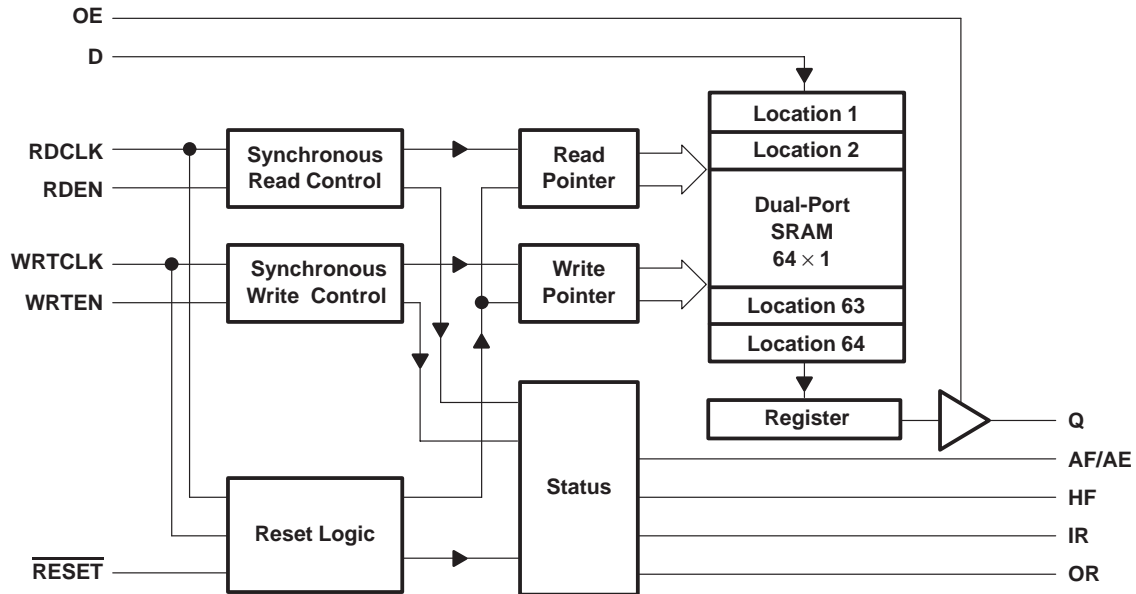 OE
D
RDCLK
RDEN
WRTCLK
WRTEN
RESET
Synchronous
Read Control
Synchronous
Write Control
Reset Logic
Read
Pointer
Write
Pointer
Status
Location 1
Location 2
Dual-Port
SRAM
64 × 1
Location 63
Location 64
Register
Q
AF/AE
HF
IR
OR